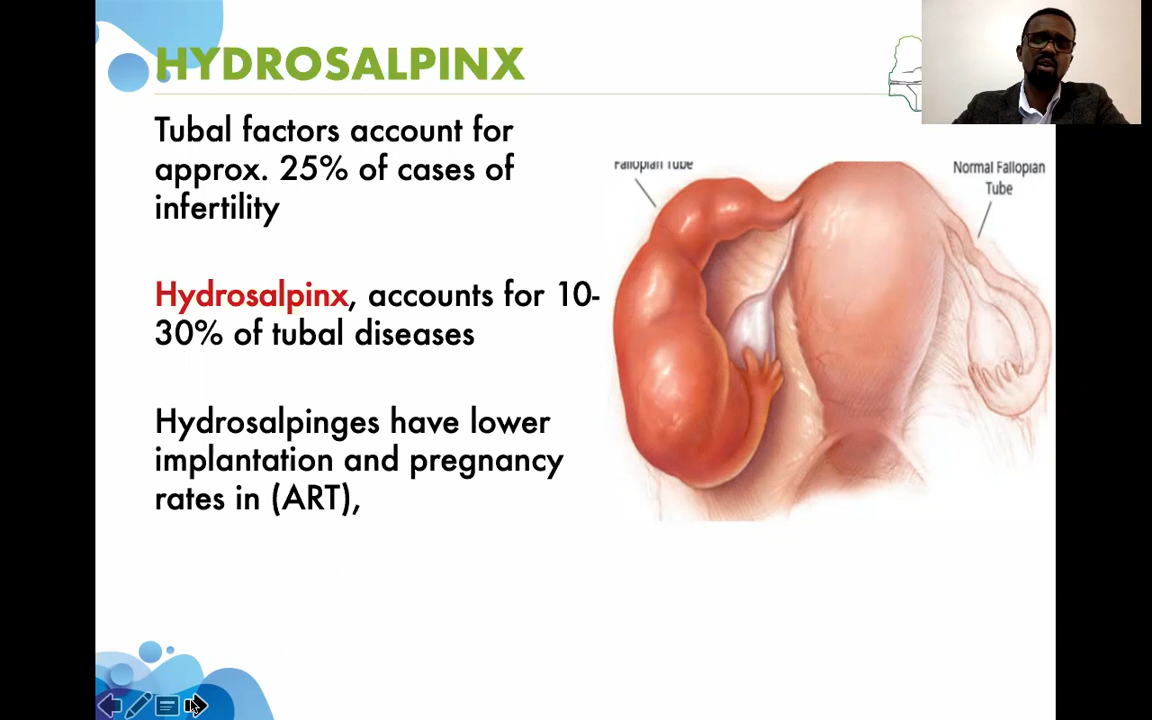 HYDROSALPINX
Tubal factors account for
approx. 25% of cases of
infertility
Hydrosalpinx, accounts for 10-
30% of tubal diseases
Hydrosalpinges have lower
implantation and pregnancy
rates in (ART),
Fallopian Tube
Normal Fallopian
Tube